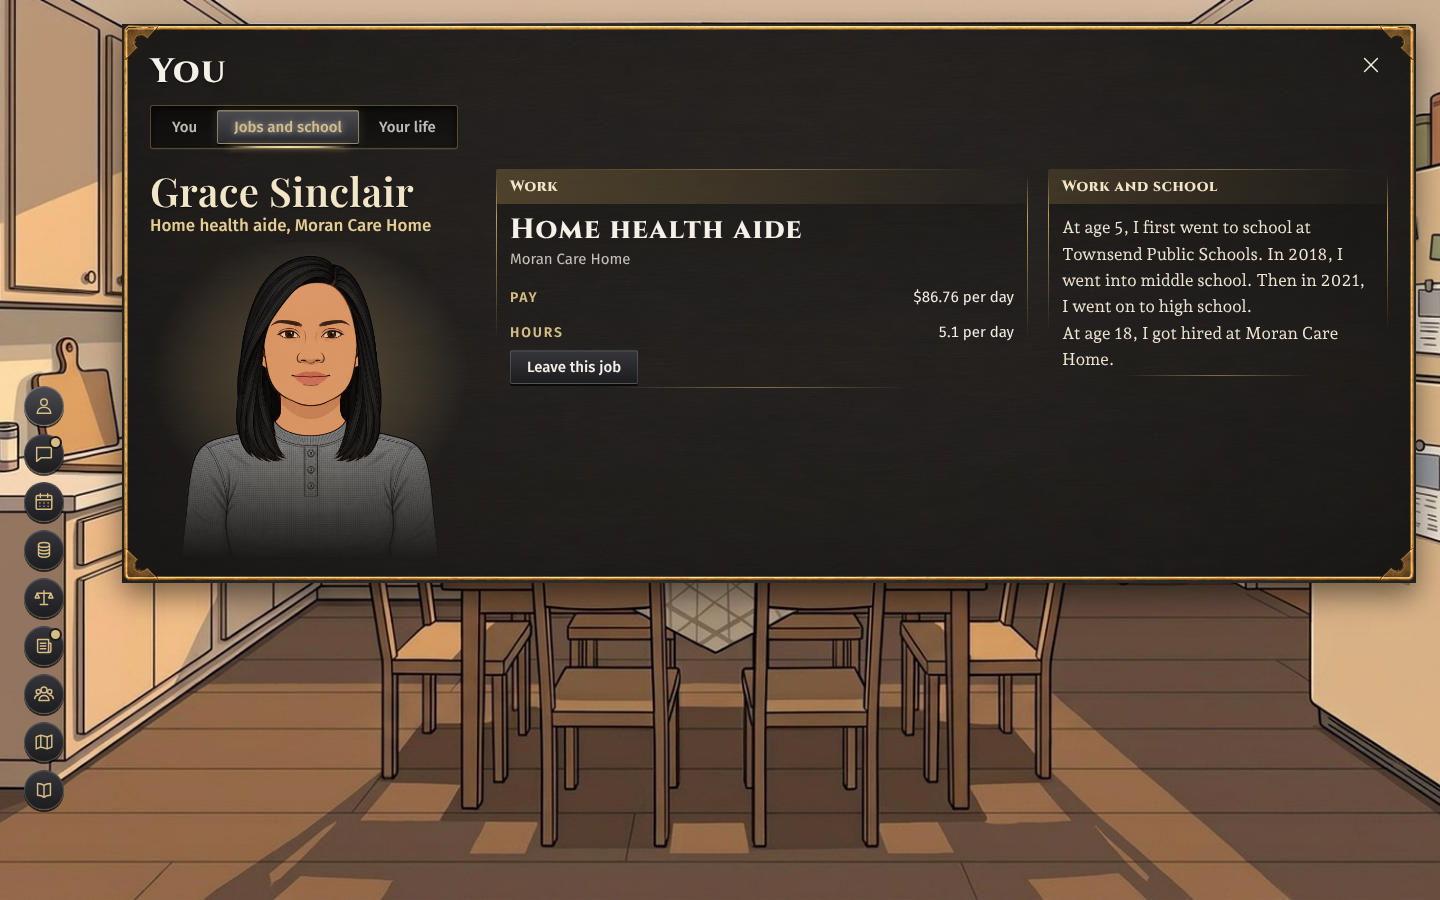 You
You
Jobs and school
Your life
Grace Sinclair
Home health aide, Moran Care Home
Work
Home health aide
Moran Care Home
PAY
$86.76 per day
HOURS
5.1 per day
Leave this job
Work and school
At age 5, I first went to school at
Townsend Public Schools. In 2018, I
went into middle school. Then in 2021,
I went on to high school.
At age 18, I got hired at Moran Care
Home.